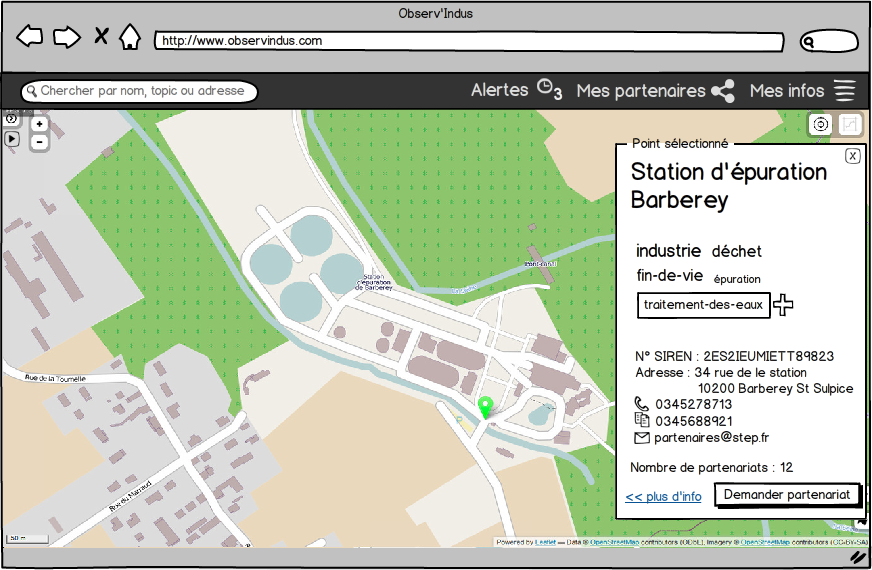 Observ'Indus
http://www.observindus.com
Chercher par nom, topic ou adresse
Alertes 3 Mes partenaires Mes infos
+
−
Point sélectionné
X
Station d'épuration
Barberey
industrie déchet
fin-de-vie épuration
traitement-des-eaux
N° SIREN : 2ES2IEUMIETT89823
Adresse : 34 rue de la station
10200 Barberey St Sulpice
0345278713
0345688921
partenaires@step.fr
Nombre de partenariats : 12
<< plus d'info Demander partenariat
Station
d'épuration
de Barberey
Rue de la Tournelle
50 m
Powered by Leaflet — Data © OpenStreetMap contributors (ODbL), Imagery © OpenStreetMap contributors (CC-BY-SA)